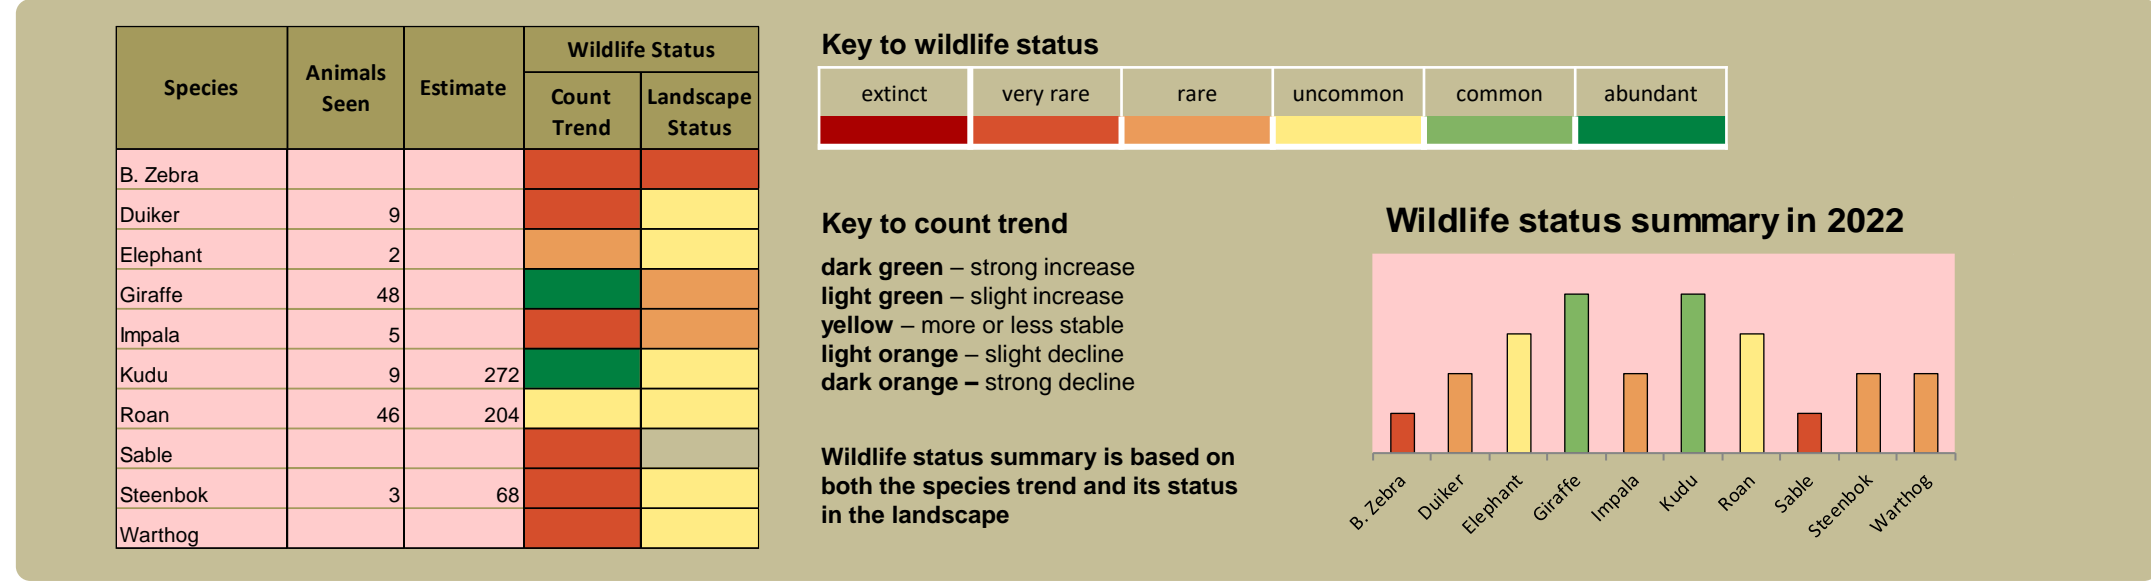 Species
Animals Seen
Estimate
Wildlife Status
Count Trend
Landscape Status
B. Zebra
Duiker 9
Elephant 2
Giraffe 48
Impala 5
Kudu 9 272
Roan 46 204
Sable
Steenbok 3 68
Warthog
Key to wildlife status
extinct very rare rare uncommon common abundant
Key to count trend
dark green – strong increase
light green – slight increase
yellow – more or less stable
light orange – slight decline
dark orange – strong decline
Wildlife status summary is based on
both the species trend and its status
in the landscape
Wildlife status summary in 2022
B. Zebra Duiker Elephant Giraffe Impala Kudu Roan Sable Steenbok Warthog